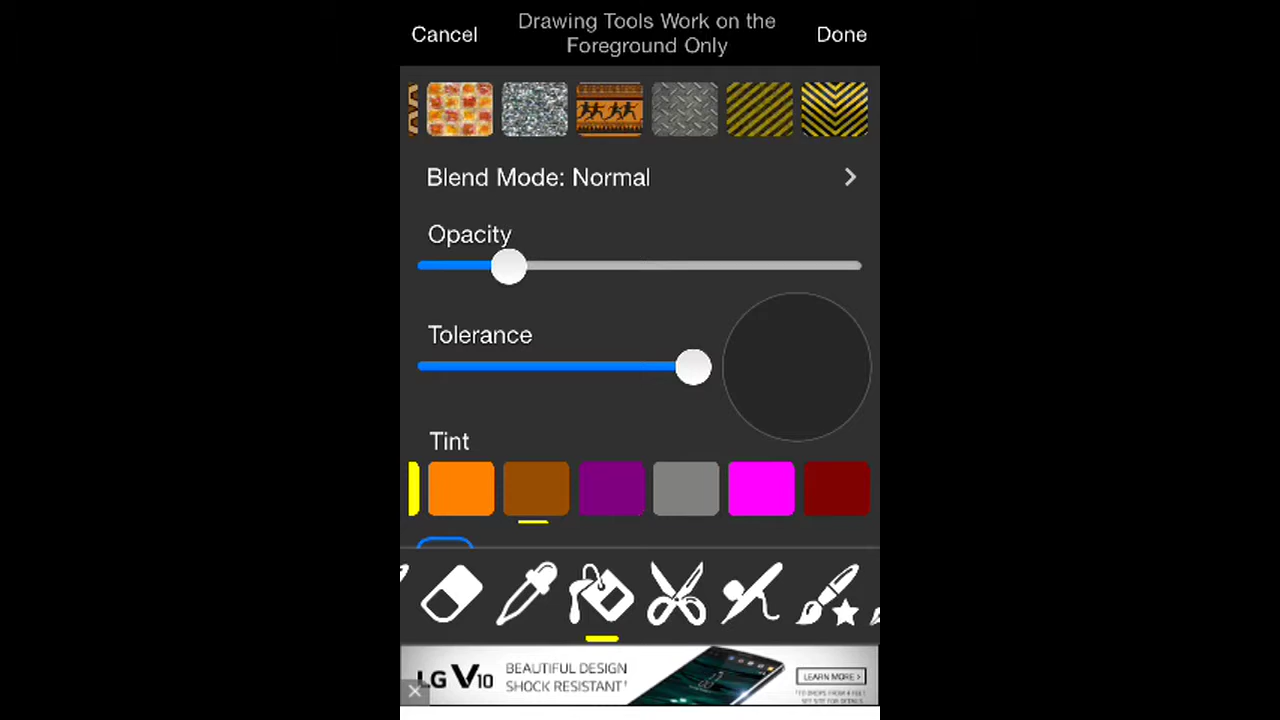 Cancel
Drawing Tools Work on the
Foreground Only
Done
Blend Mode: Normal
Opacity
Tolerance
Tint
LG V10
BEAUTIFUL DESIGN
SHOCK RESISTANT†
LEARN MORE >